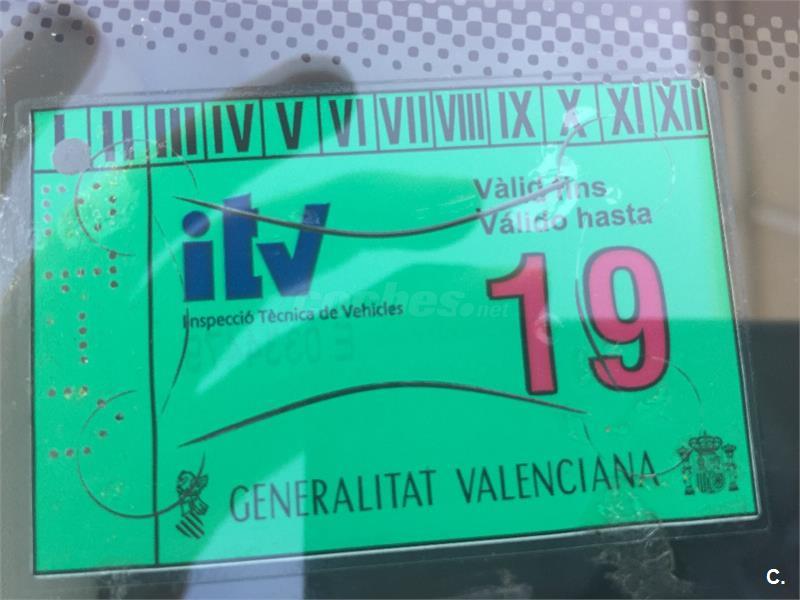 I II III IV V VI VII VIII IX X XI XII
Vàlid fins
Válido hasta
itv
19
Inspecció Tècnica de Vehicles
GENERALITAT VALENCIANA
C.